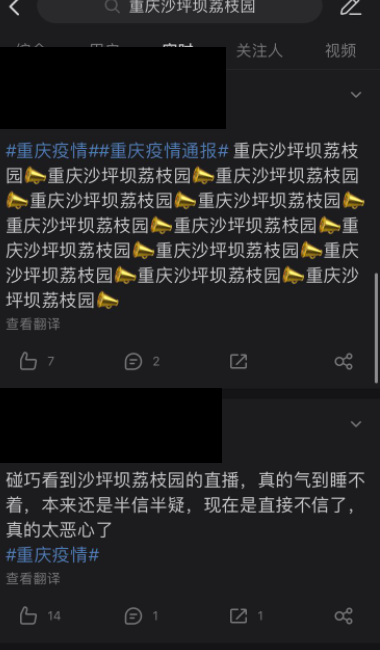 重庆沙坪坝荔枝园
综合 用户 实时 关注人 视频
#重庆疫情##重庆疫情通报# 重庆沙坪坝荔枝
园📣重庆沙坪坝荔枝园📣重庆沙坪坝荔枝园
📣重庆沙坪坝荔枝园📣重庆沙坪坝荔枝园📣
重庆沙坪坝荔枝园📣重庆沙坪坝荔枝园📣重
庆沙坪坝荔枝园📣重庆沙坪坝荔枝园📣重庆
沙坪坝荔枝园📣重庆沙坪坝荔枝园📣重庆沙
坪坝荔枝园📣
查看翻译
7 2
碰巧看到沙坪坝荔枝园的直播，真的气到睡不
着，本来还是半信半疑，现在是直接不信了，
真的太恶心了
#重庆疫情#
查看翻译
14 1 1